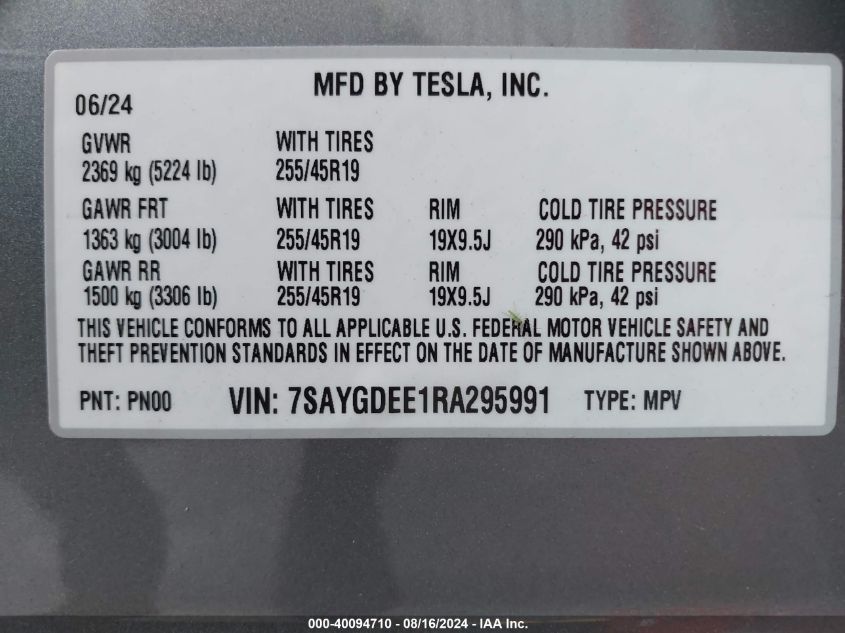 MFD BY TESLA, INC.
06/24
GVWR WITH TIRES
2369 kg (5224 lb) 255/45R19
GAWR FRT WITH TIRES RIM COLD TIRE PRESSURE
1363 kg (3004 lb) 255/45R19 19X9.5J 290 kPa, 42 psi
GAWR RR WITH TIRES RIM COLD TIRE PRESSURE
1500 kg (3306 lb) 255/45R19 19X9.5J 290 kPa, 42 psi
THIS VEHICLE CONFORMS TO ALL APPLICABLE U.S. FEDERAL MOTOR VEHICLE SAFETY AND
THEFT PREVENTION STANDARDS IN EFFECT ON THE DATE OF MANUFACTURE SHOWN ABOVE.
PNT: PN00 VIN: 7SAYGDEE1RA295991 TYPE: MPV
000-40094710 - 08/16/2024 - IAA Inc.